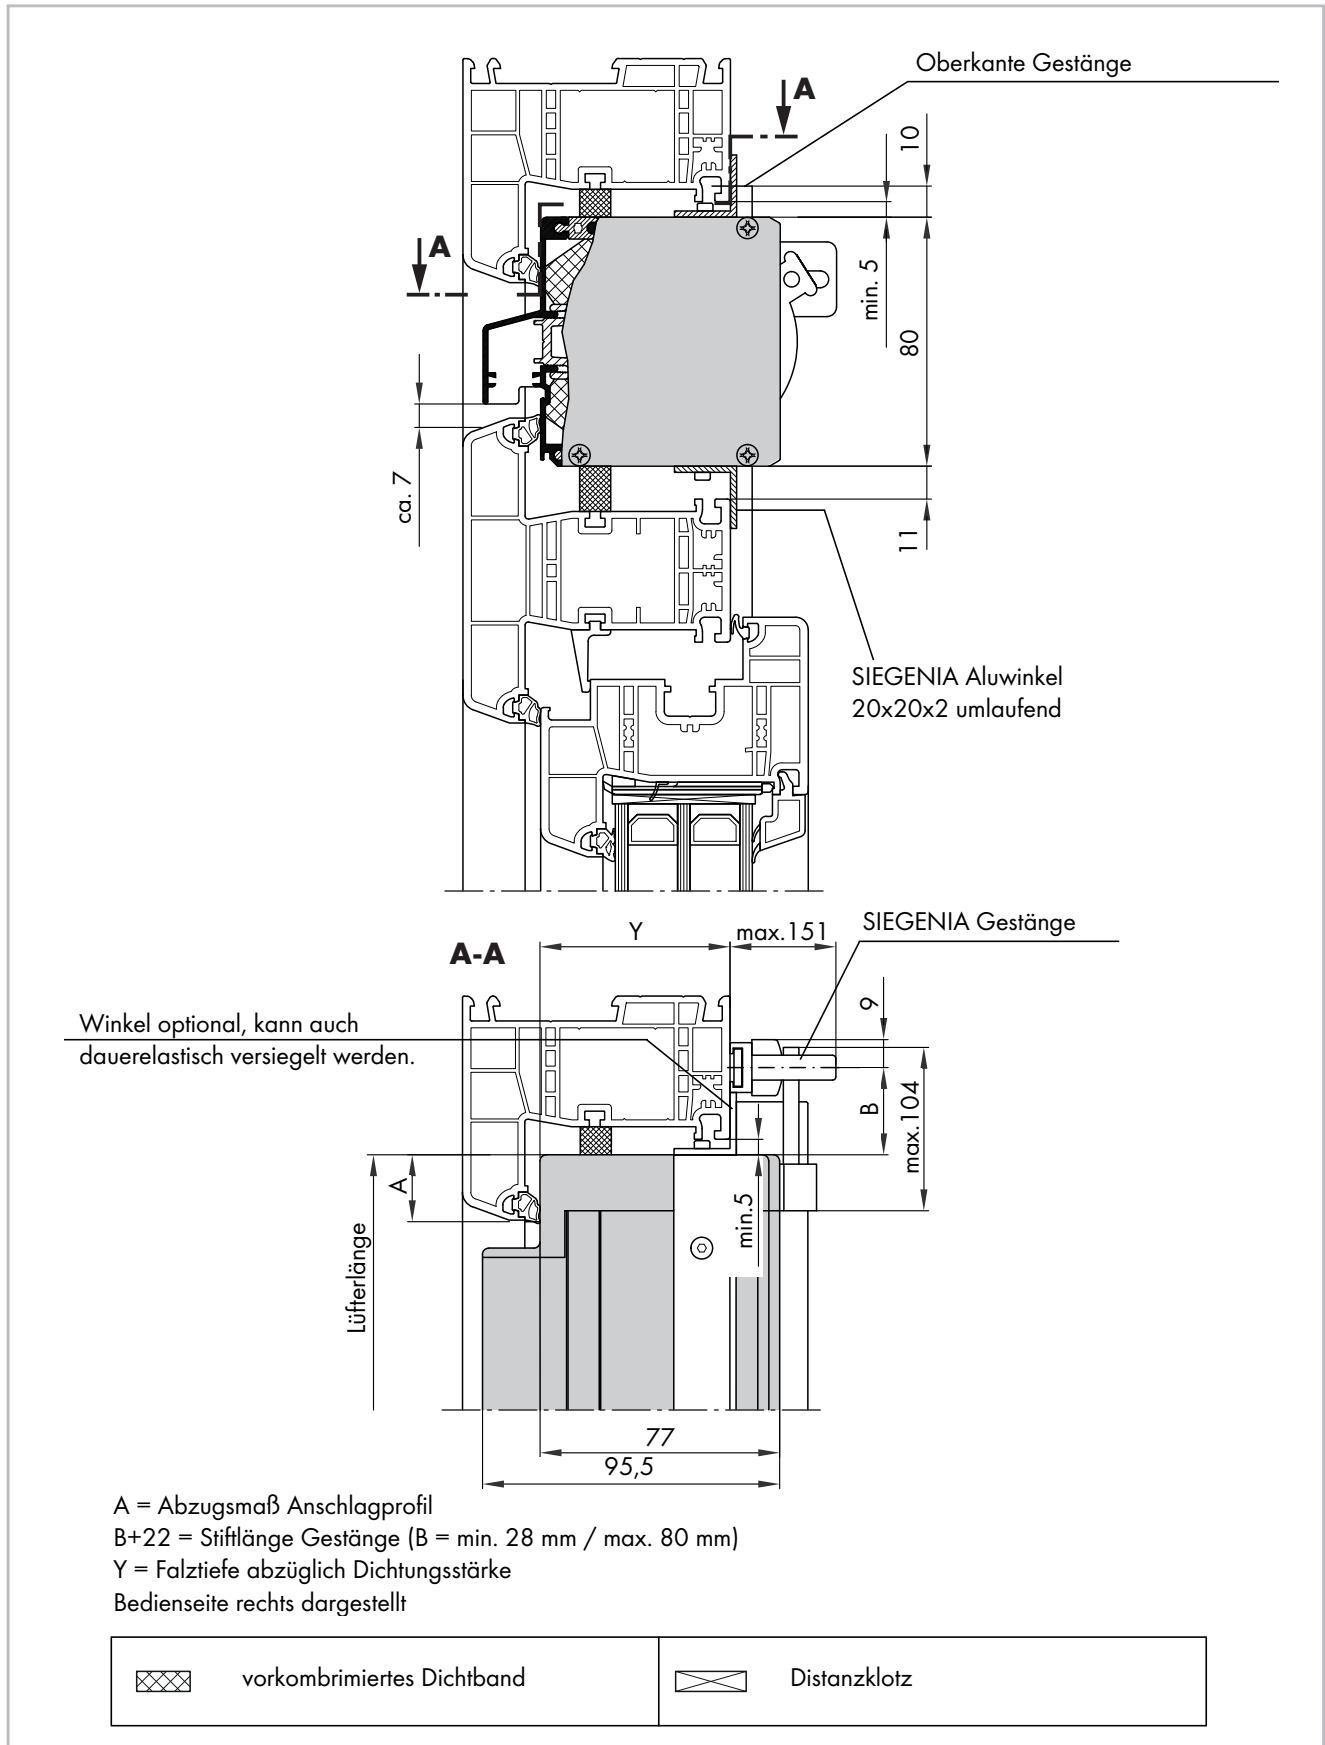 Oberkante Gestänge
A
10
A
min. 5
80
ca. 7
11
SIEGENIA Aluwinkel
20x20x2 umlaufend
SIEGENIA Gestänge
Y
max.151
A-A
9
Winkel optional, kann auch
dauerelastisch versiegelt werden.
B
max.104
A
min.5
Lüfterlänge
77
95,5
A = Abzugsmaß Anschlagprofil
B+22 = Stiftlänge Gestänge (B = min. 28 mm / max. 80 mm)
Y = Falztiefe abzüglich Dichtungsstärke
Bedienseite rechts dargestellt
vorkombrimiertes Dichtband
Distanzklotz